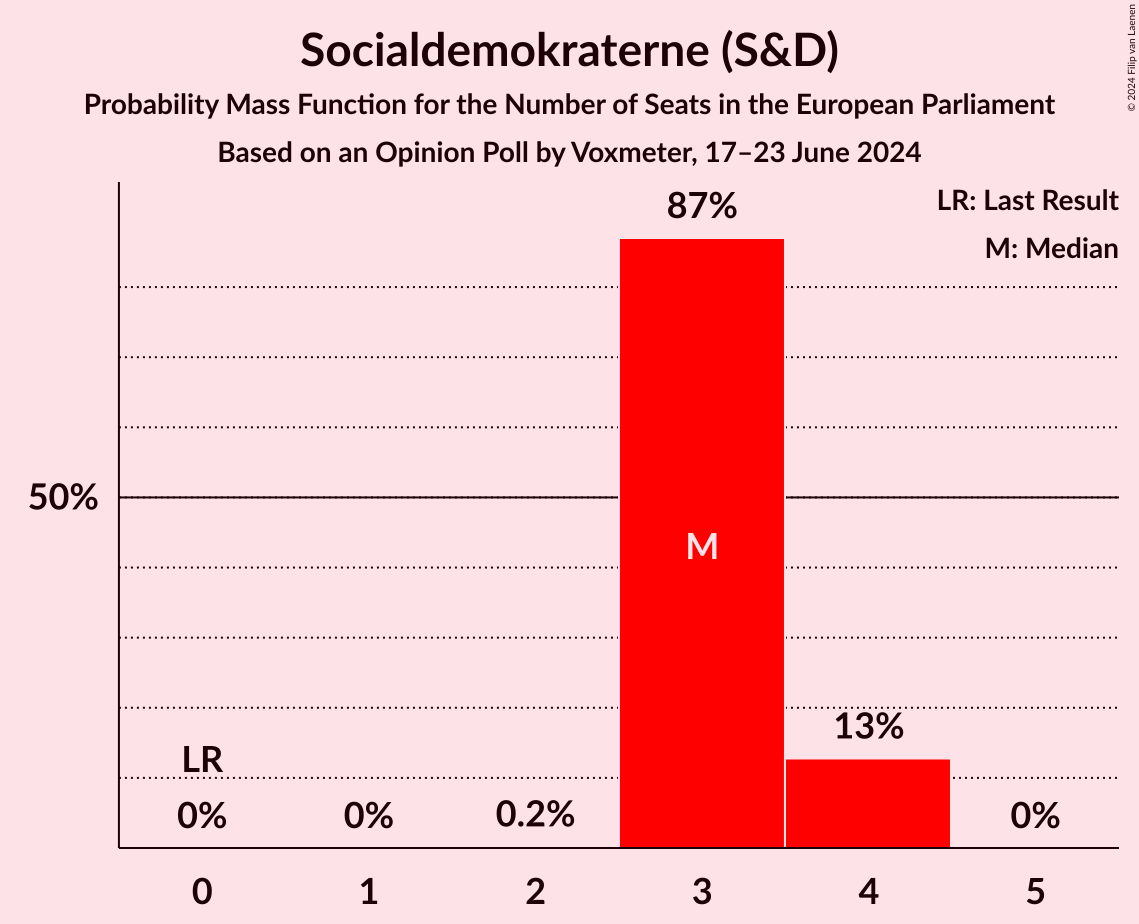 Socialdemokraterne (S&D)
Probability Mass Function for the Number of Seats in the European Parliament
Based on an Opinion Poll by Voxmeter, 17–23 June 2024
© 2024 Filip van Laenen
LR: Last Result
M: Median
87%
50%
M
13%
LR
0%
0%
0.2%
0%
0
1
2
3
4
5